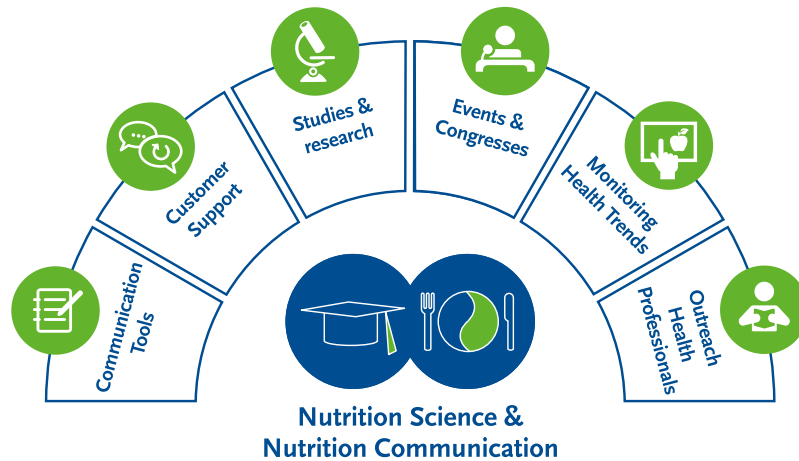 Communication
Tools
Customer
Support
Studies &
research
Events &
Congresses
Monitoring
Health Trends
Outreach
Health
Professionals
Nutrition Science &
Nutrition Communication